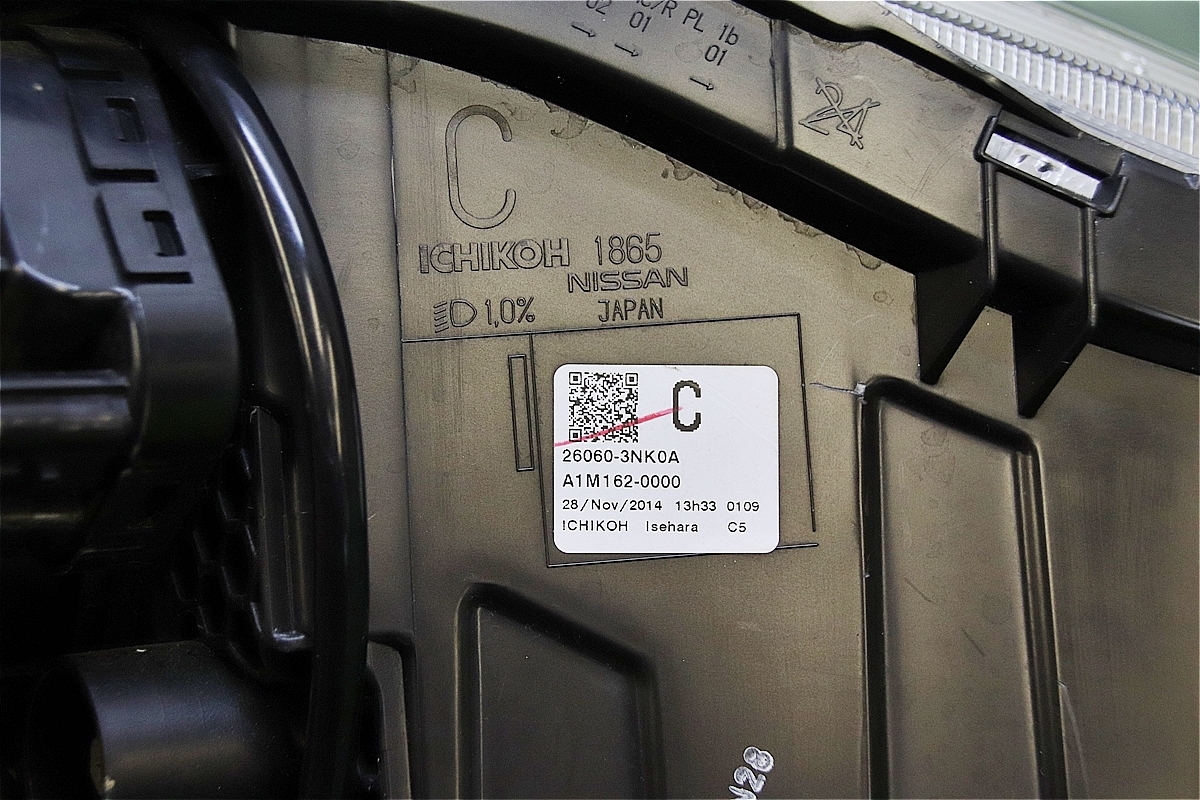 C/R PL 1b
02 01 01
24
C
ICHIKOH 1865
NISSAN
1,0% JAPAN
C
26060-3NK0A
A1M162-0000
28/Nov/2014 13h33 0109
ICHIKOH Isehara C5